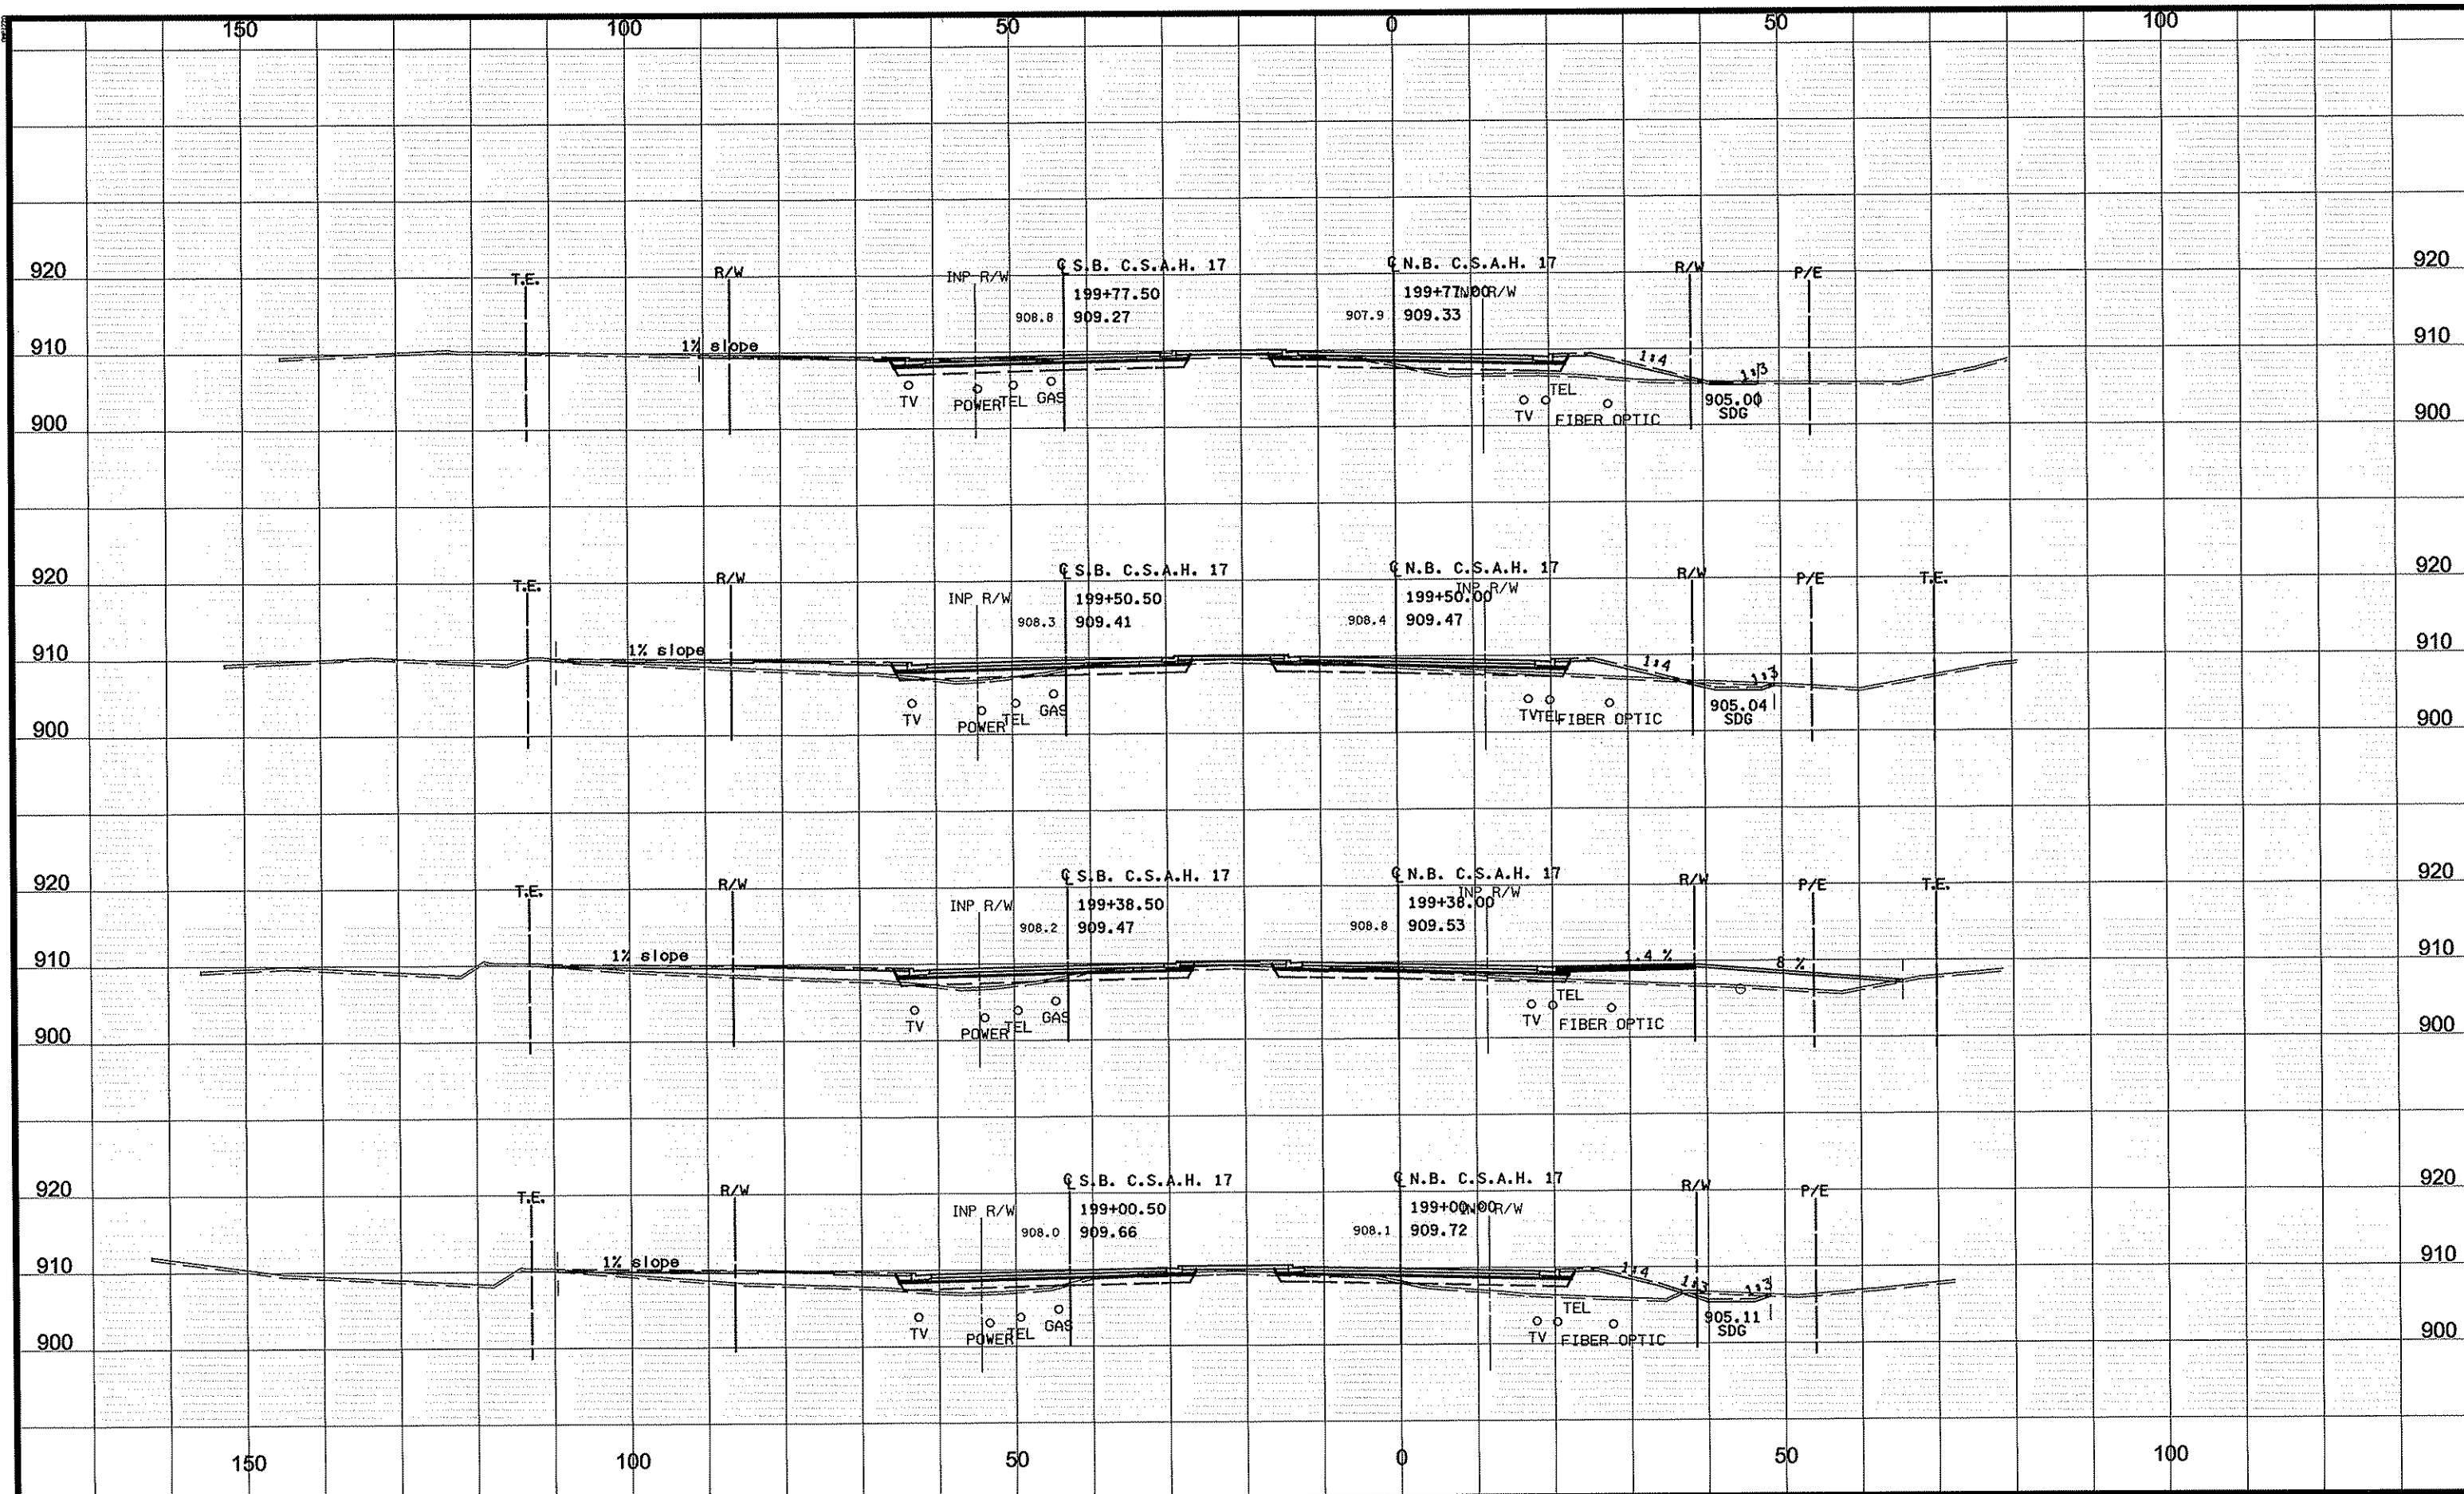 150 100 50 0 50 100
℄ S.B. C.S.A.H. 17 ℄ N.B. C.S.A.H. 17
920 T.E. R/W INP R/W R/W P/E 920
199+77.50 199+77.00 INP R/W
908.8 909.27 907.9 909.33
910 1% slope 1:4 1:3 910
TV POWER TEL GAS TV TEL FIBER OPTIC 905.00
SDG
900 900
℄ S.B. C.S.A.H. 17 ℄ N.B. C.S.A.H. 17
920 T.E. R/W INP R/W R/W P/E T.E. 920
199+50.50 199+50.00 INP R/W
908.3 909.41 908.4 909.47
910 1% slope 1:4 1:3 910
TV POWER TEL GAS TV TEL FIBER OPTIC 905.04
SDG
900 900
℄ S.B. C.S.A.H. 17 ℄ N.B. C.S.A.H. 17
920 T.E. R/W INP R/W R/W P/E T.E. 920
199+38.50 199+38.00 INP R/W
908.2 909.47 908.8 909.53
910 1% slope 1.4 % 8 % 910
TV POWER TEL GAS TV TEL FIBER OPTIC
900 900
℄ S.B. C.S.A.H. 17 ℄ N.B. C.S.A.H. 17
920 T.E. R/W INP R/W R/W P/E 920
199+00.50 199+00.00 INP R/W
908.0 909.66 908.1 909.72
910 1% slope 1:4 1:3 1:3 910
TV POWER TEL GAS TV TEL FIBER OPTIC 905.11
SDG
900 900
150 100 50 0 50 100